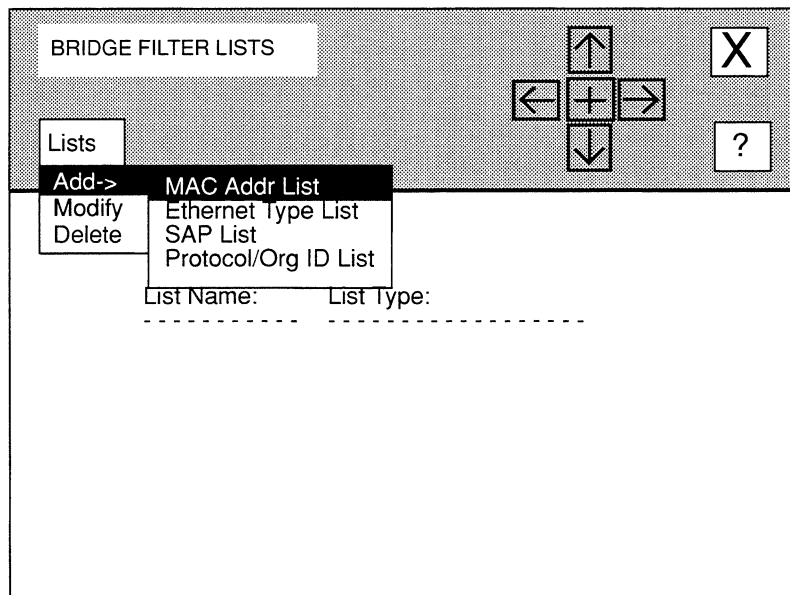 BRIDGE FILTER LISTS
X
?
Lists
Add->
MAC Addr List
Modify
Ethernet Type List
Delete
SAP List
Protocol/Org ID List
List Name: List Type: